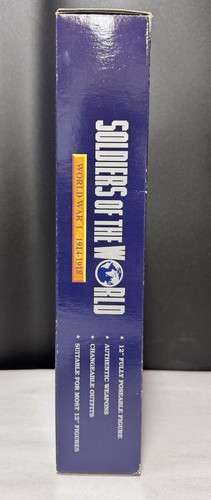 SOLDIERS OF THE WORLD
WORLD WAR I 1914-1918
* 12" FULLY POSEABLE FIGURE
* AUTHENTIC WEAPONS
* CHANGEABLE OUTFITS
* SUITABLE FOR MOST 12" FIGURES